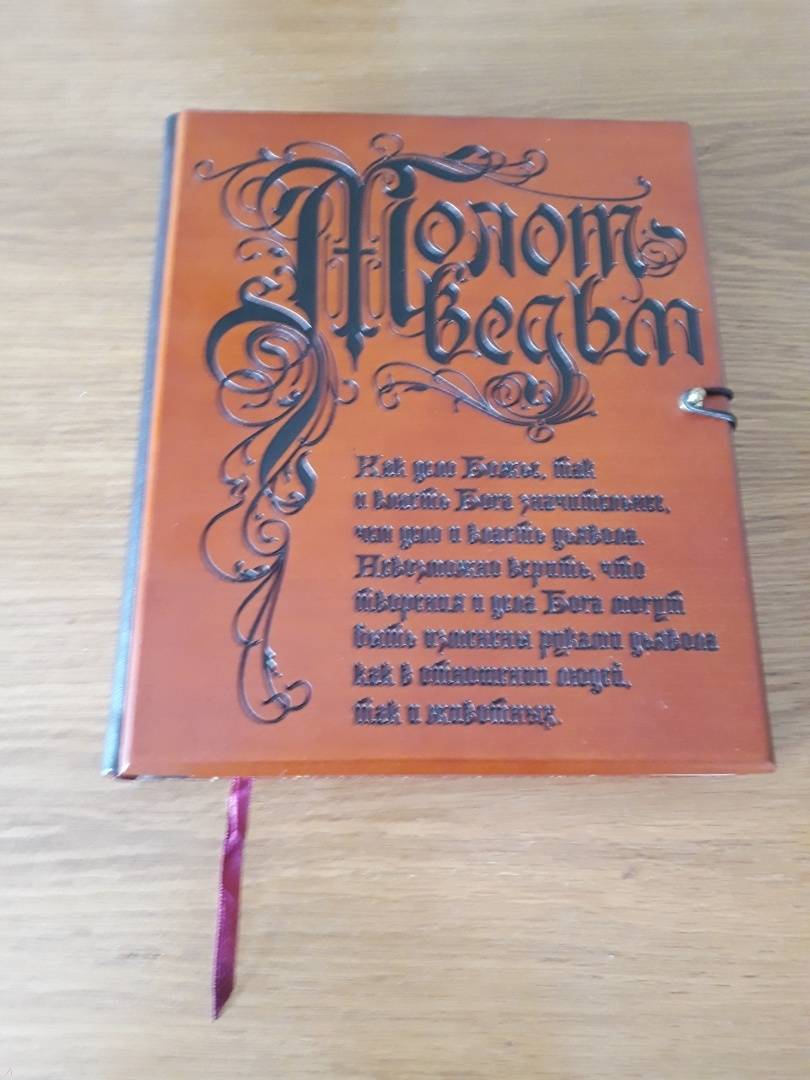 Молот
ведьм
Как дело Божье, так
и власть Бога значительнее,
чем дело и власть дьявола.
Невозможно верить, что
творения и дела Бога могут
быть изменены руками дьявола
как в отношении людей,
так и животных.